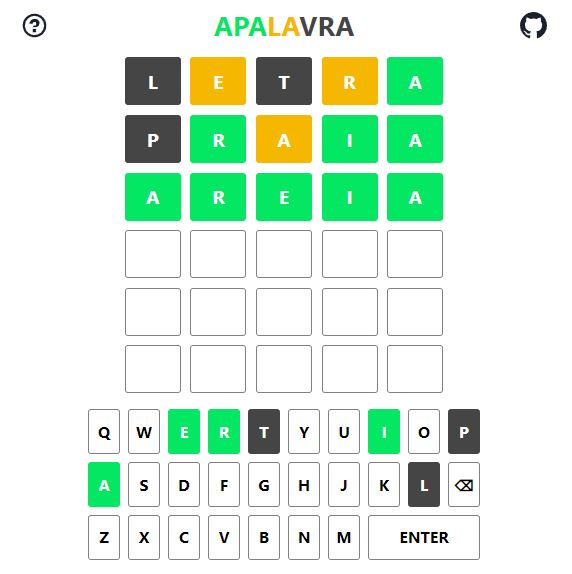 ?
APALAVRA
L E T R A
P R A I A
A R E I A
Q W E R T Y U I O P
A S D F G H J K L ⌫
Z X C V B N M ENTER